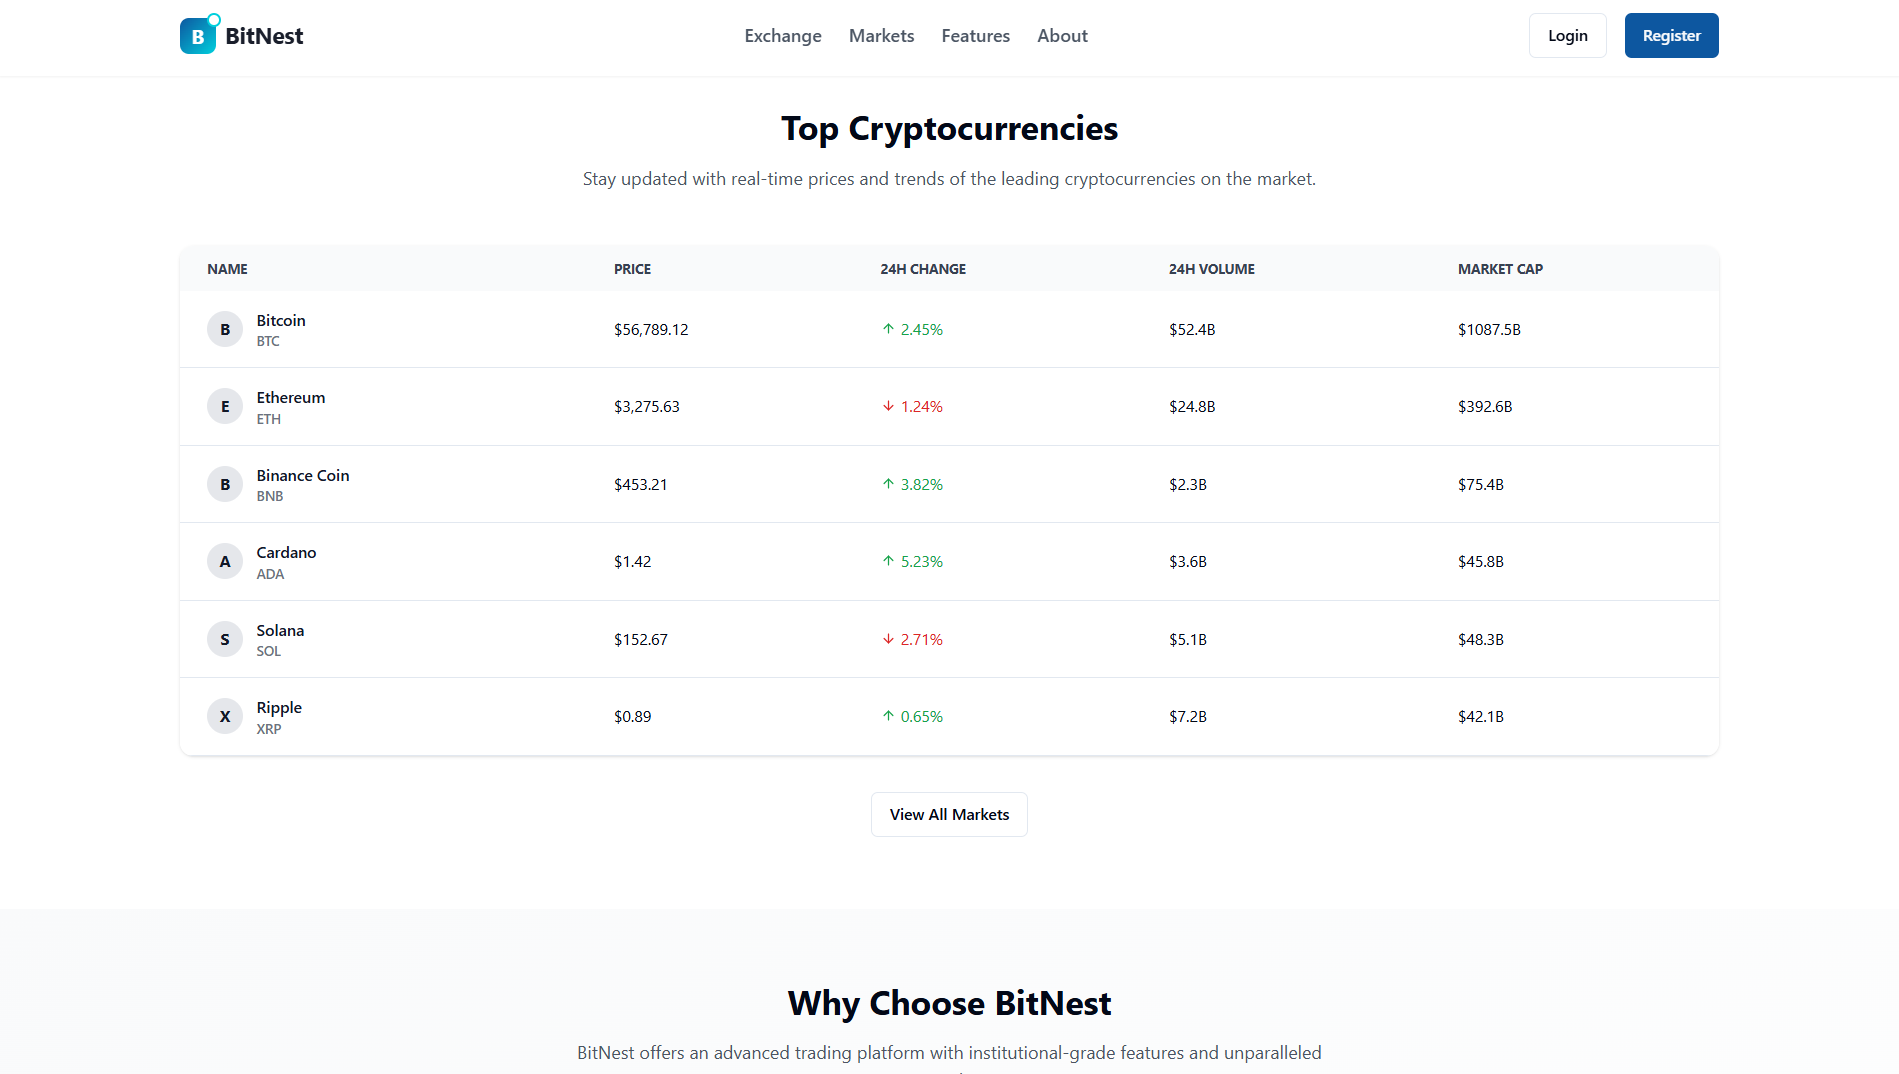 B BitNest
Exchange Markets Features About
Login Register
Top Cryptocurrencies
Stay updated with real-time prices and trends of the leading cryptocurrencies on the market.
NAME PRICE 24H CHANGE 24H VOLUME MARKET CAP
B Bitcoin
BTC
$56,789.12 ↑ 2.45% $52.4B $1087.5B
E Ethereum
ETH
$3,275.63 ↓ 1.24% $24.8B $392.6B
B Binance Coin
BNB
$453.21 ↑ 3.82% $2.3B $75.4B
A Cardano
ADA
$1.42 ↑ 5.23% $3.6B $45.8B
S Solana
SOL
$152.67 ↓ 2.71% $5.1B $48.3B
X Ripple
XRP
$0.89 ↑ 0.65% $7.2B $42.1B
View All Markets
Why Choose BitNest
BitNest offers an advanced trading platform with institutional-grade features and unparalleled